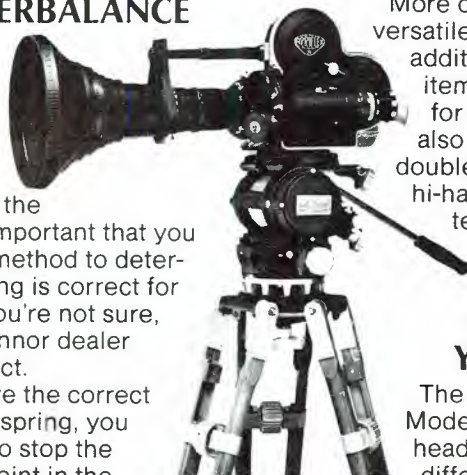 ERBALANCE
the
mportant that you
method to deter-
ng is correct for
ou're not sure,
nnor dealer
ct.
re the correct
spring, you
o stop the
oint in the
More o
versatile
addit
item
for
also
double
hi-ha
te
Y
The
Mode
head
diffe